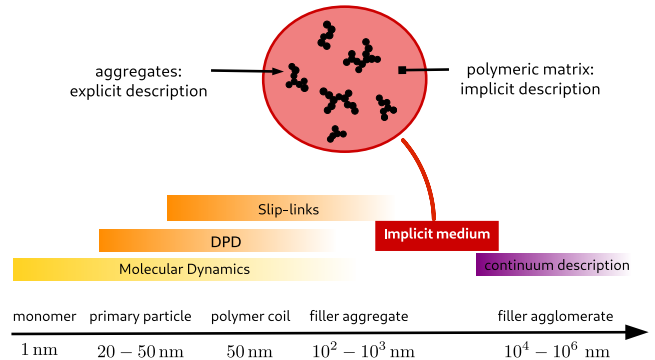 aggregates:
explicit description
polymeric matrix:
implicit description
Slip-links
Implicit medium
DPD
continuum description
Molecular Dynamics
monomer primary particle polymer coil filler aggregate filler agglomerate
1 nm 20 − 50 nm 50 nm 10² − 10³ nm 10⁴ − 10⁶ nm